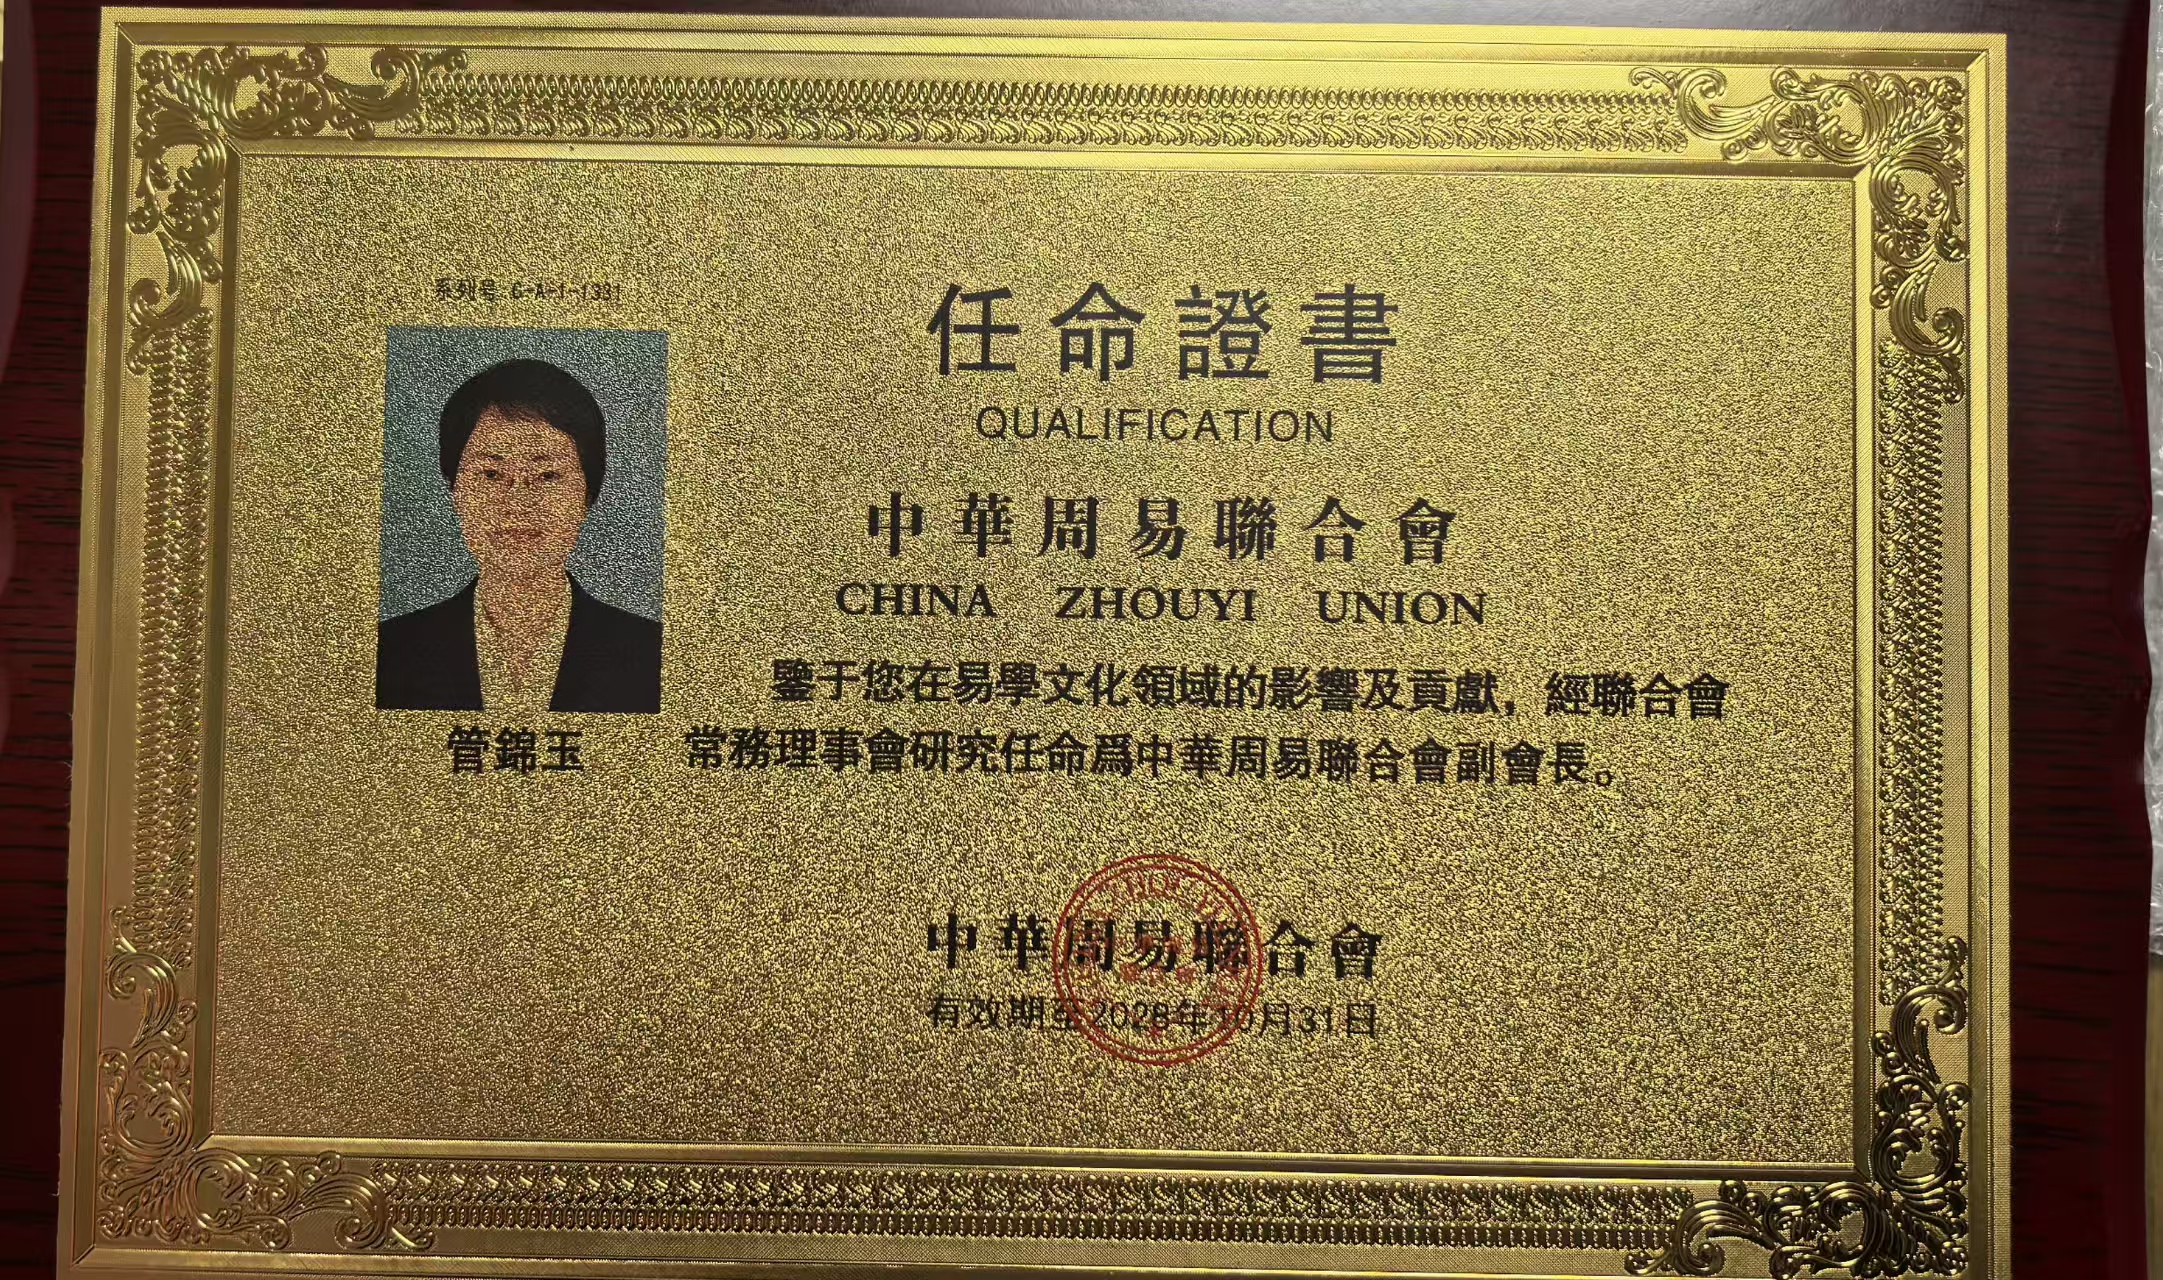 系列号:G-A-1-1331
任命證書
QUALIFICATION
中華周易聯合會
CHINA ZHOUYI UNION
鑒于您在易學文化領域的影響及貢獻，經聯合會
常務理事會研究任命爲中華周易聯合會副會長。
管錦玉
中華周易聯合會
有效期至2028年10月31日